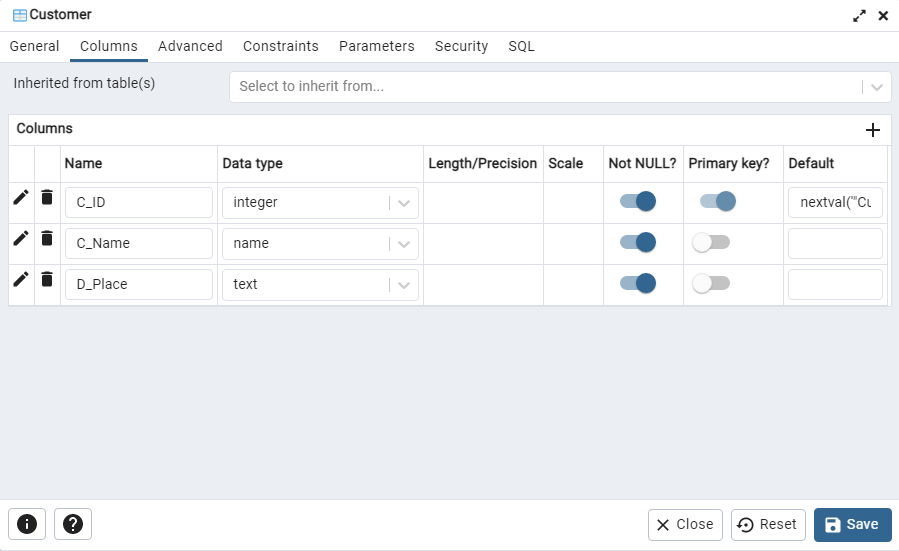 Customer
General Columns Advanced Constraints Parameters Security SQL
Inherited from table(s) Select to inherit from...
Columns
Name Data type Length/Precision Scale Not NULL? Primary key? Default
C_ID integer nextval('"Cu
C_Name name
D_Place text
Close Reset Save